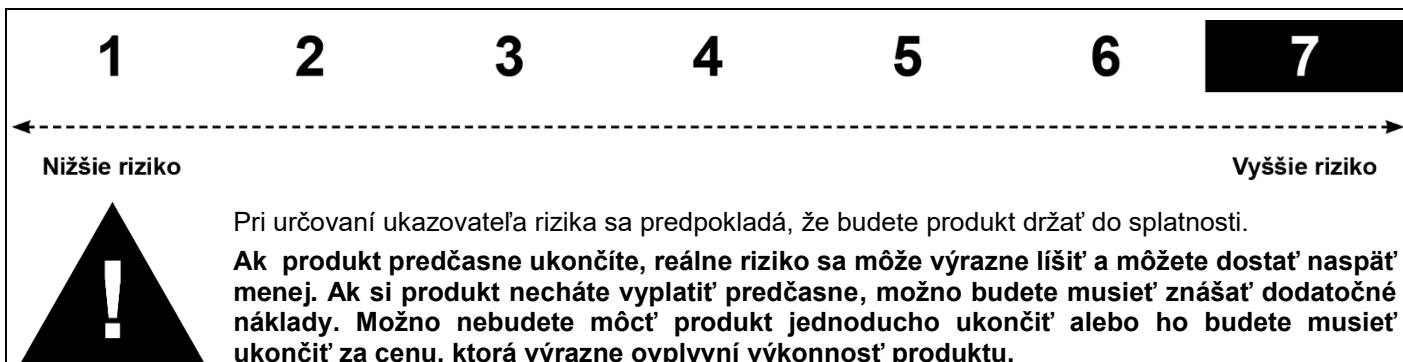 1 2 3 4 5 6 7
Nižšie riziko Vyššie riziko
Pri určovaní ukazovateľa rizika sa predpokladá, že budete produkt držať do splatnosti.
Ak produkt predčasne ukončíte, reálne riziko sa môže výrazne líšiť a môžete dostať naspäť
menej. Ak si produkt necháte vyplatiť predčasne, možno budete musieť znášať dodatočné
náklady. Možno nebudete môcť produkt jednoducho ukončiť alebo ho budete musieť
ukončiť za cenu, ktorá výrazne ovplyvní výkonnosť produktu.
!